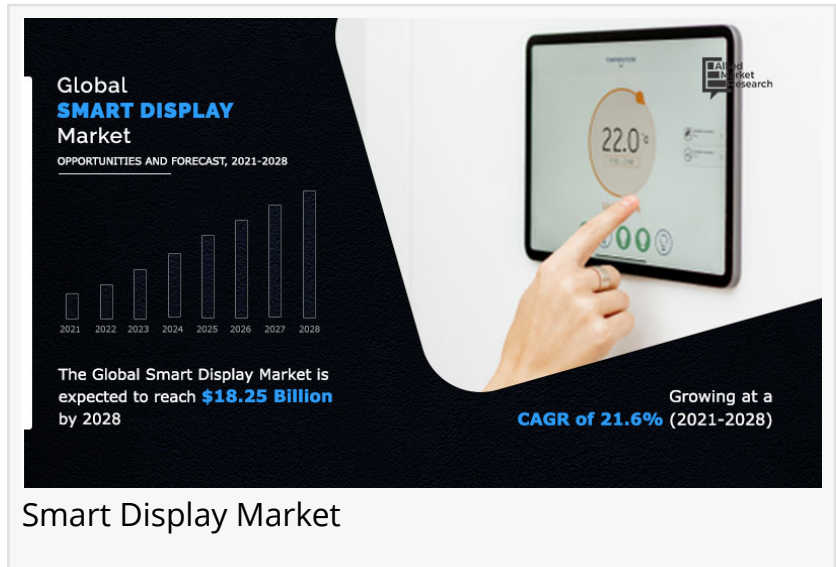 Global
SMART DISPLAY
Market
OPPORTUNITIES AND FORECAST, 2021-2028
Allied
Market
Research
TEMPERATURE
22.0
2021 2022 2023 2024 2025 2026 2027 2028
The Global Smart Display Market is
expected to reach $18.25 Billion
by 2028
Growing at a
CAGR of 21.6% (2021-2028)
Smart Display Market